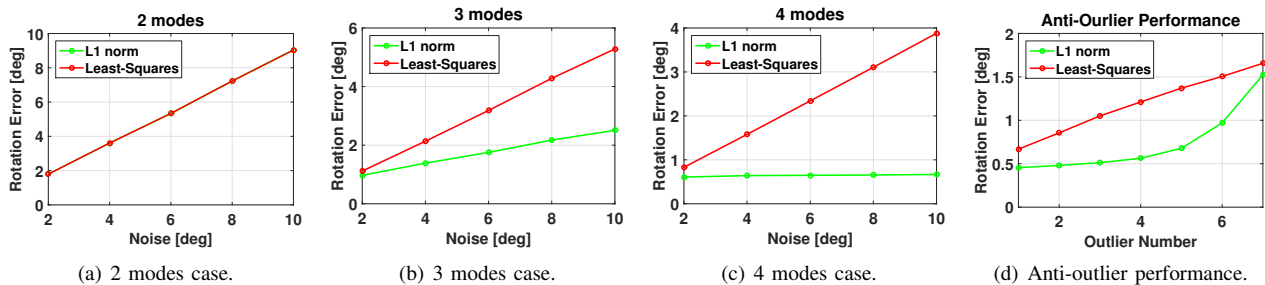 2 modes
10
8
6
4
2
0
Rotation Error [deg]
L1 norm
Least-Squares
2 4 6 8 10
Noise [deg]
(a) 2 modes case.
3 modes
6
4
2
0
Rotation Error [deg]
L1 norm
Least-Squares
2 4 6 8 10
Noise [deg]
(b) 3 modes case.
4 modes
4
3
2
1
0
Rotation Error [deg]
L1 norm
Least-Squares
2 4 6 8 10
Noise [deg]
(c) 4 modes case.
Anti-Ourlier Performance
2
1.5
1
0.5
0
Rotation Error [deg]
L1 norm
Least-Squares
2 4 6
Outlier Number
(d) Anti-outlier performance.